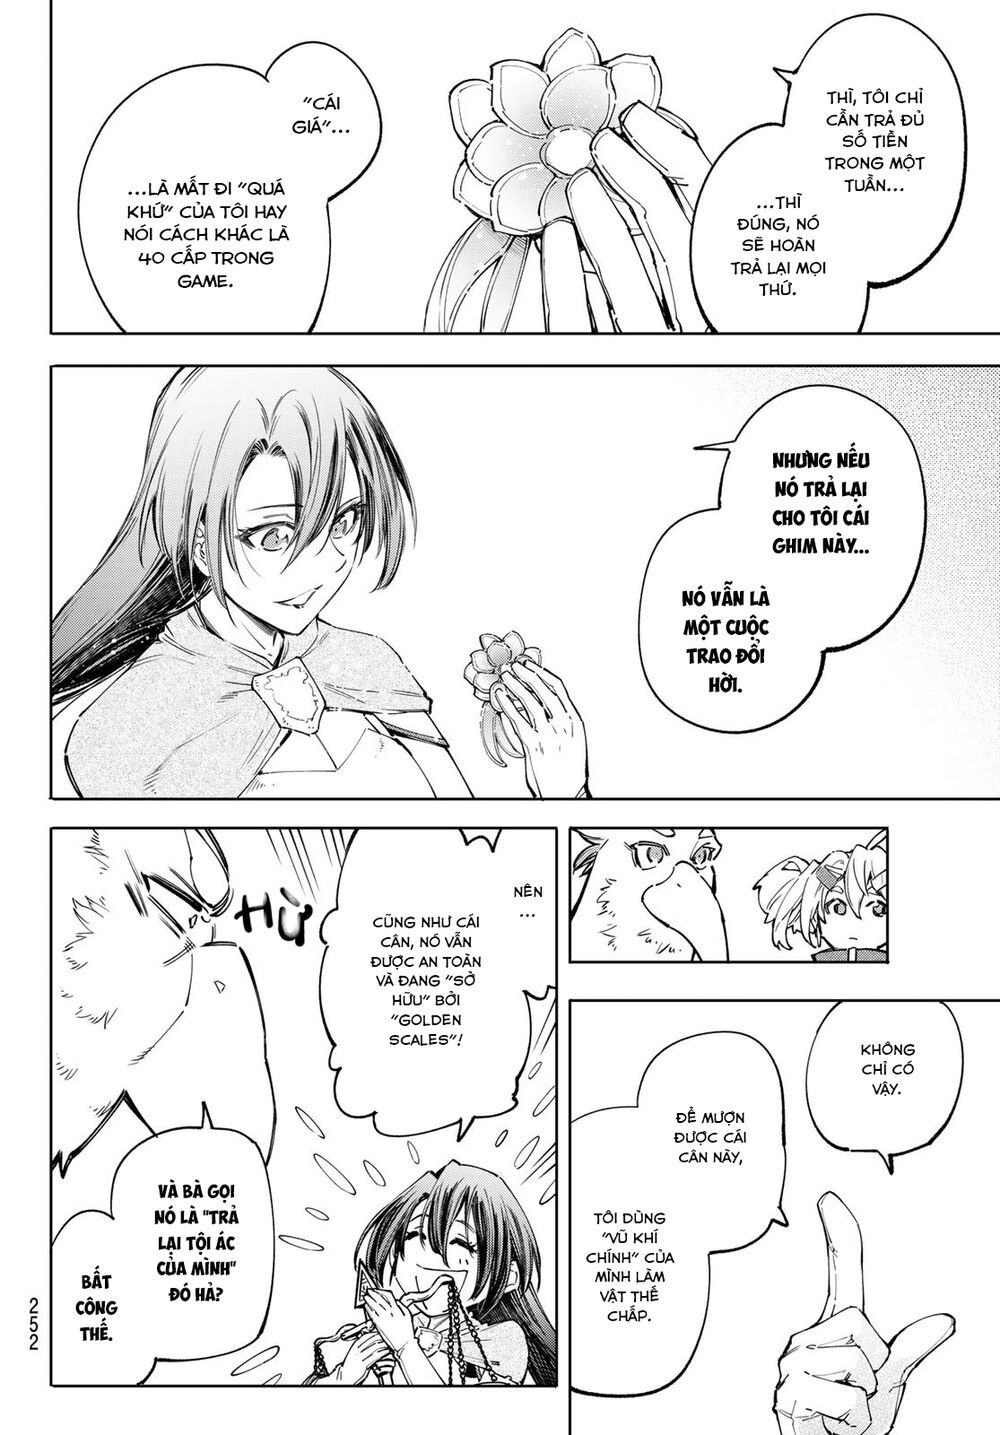 THÌ, TÔI CHỈ
CẦN TRẢ ĐỦ
SỐ TIỀN
TRONG MỘT
TUẦN...
...THÌ
ĐÚNG, NÓ
SẼ HOÀN
TRẢ LẠI MỌI
THỨ.
"CÁI
GIÁ"...
...LÀ MẤT ĐI "QUÁ
KHỨ" CỦA TÔI HAY
NÓI CÁCH KHÁC LÀ
40 CẤP TRONG
GAME.
NHƯNG NẾU
NÓ TRẢ LẠI
CHO TÔI CÁI
GHIM NÀY...
NÓ VẪN LÀ
MỘT CUỘC
TRAO ĐỔI
HỜI.
KHÔNG
CHỈ CÓ
VẬY.
ĐỂ MƯỢN
ĐƯỢC CÁI
CÂN NÀY,
TÔI DÙNG
"VŨ KHÍ
CHÍNH" CỦA
MÌNH LÀM
VẬT THẾ
CHẤP.
NÊN
...
CŨNG NHƯ CÁI
CÂN, NÓ VẪN
ĐƯỢC AN TOÀN
VÀ ĐANG "SỞ
HỮU" BỞI
"GOLDEN
SCALES"!
HỪ
VÀ BÀ GỌI
NÓ LÀ "TRẢ
LẠI TỘI ÁC
CỦA MÌNH"
ĐÓ HẢ?
BẤT
CÔNG
THẾ.
252